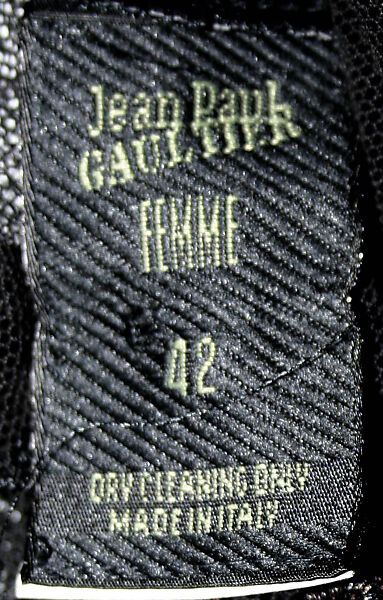 Jean Paul
GAULTIER
FEMME
42
DRY CLEANING ONLY
MADE IN ITALY